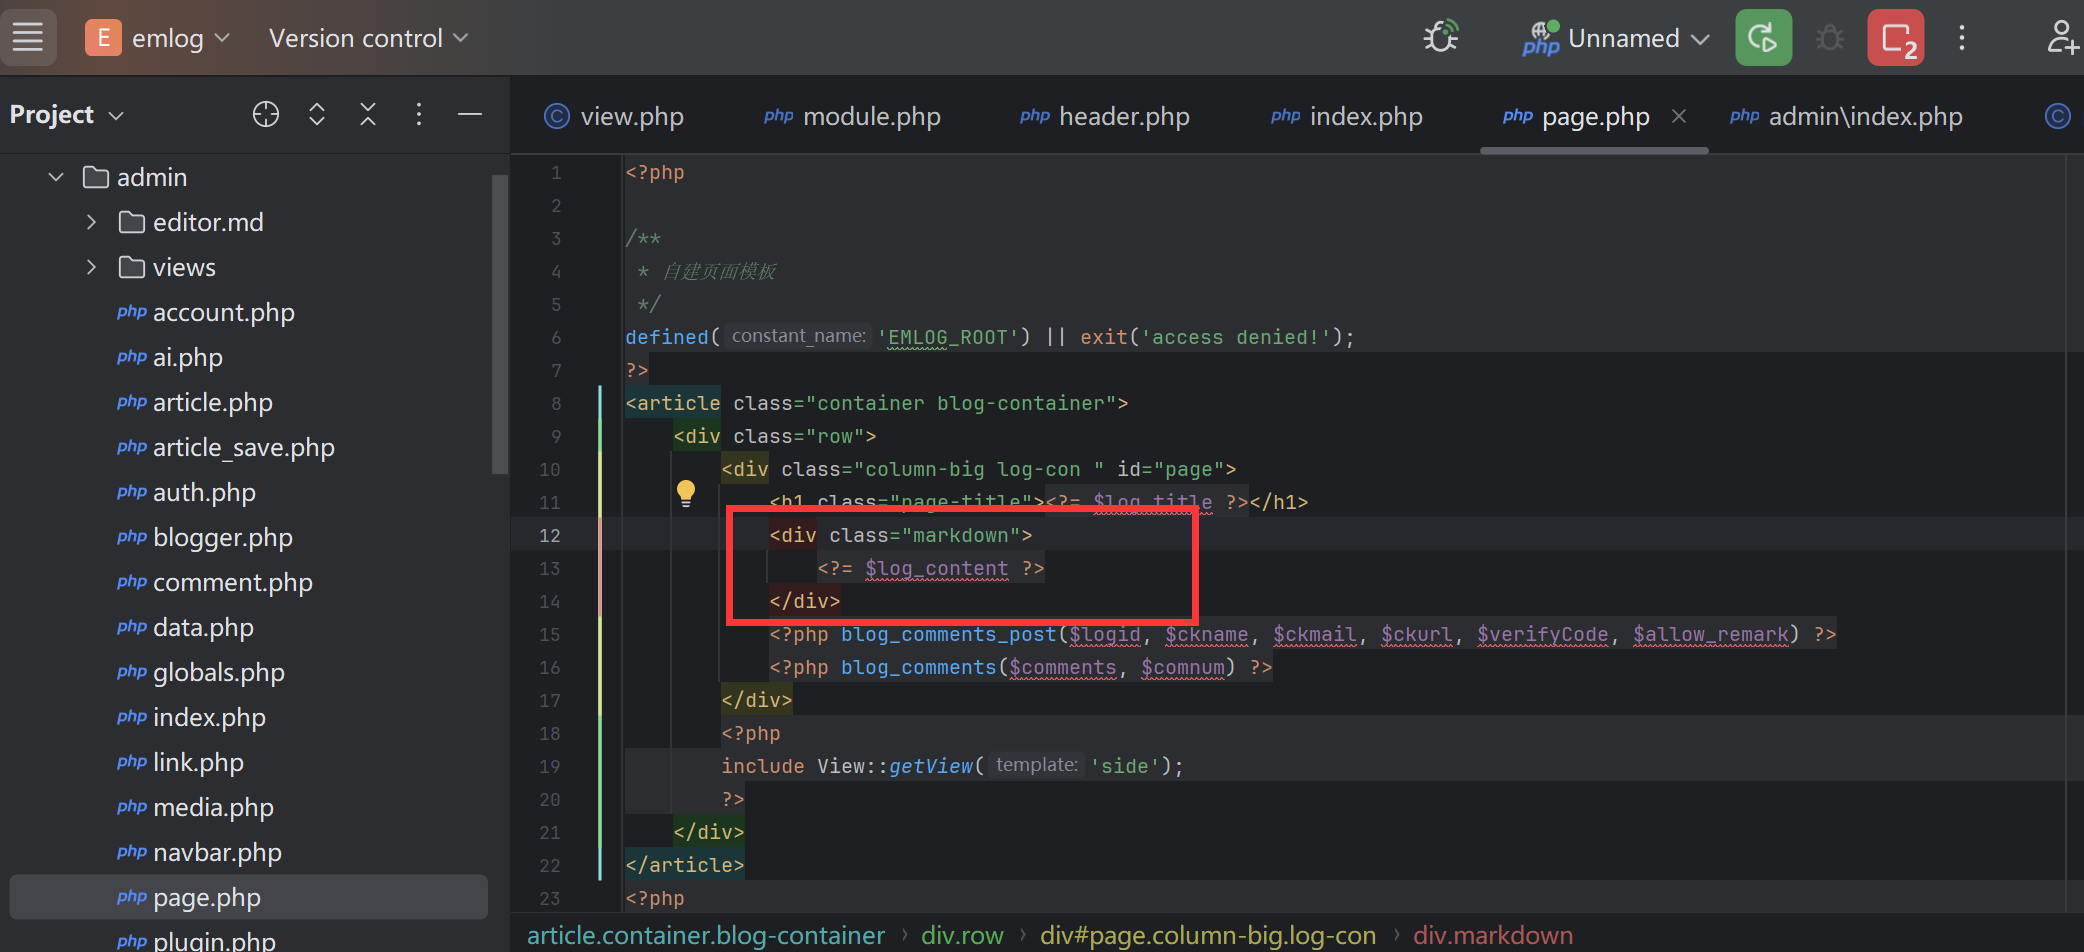 E emlog Version control php Unnamed 2
Project
view.php php module.php php header.php php index.php php page.php php admin\index.php
admin
editor.md
views
php account.php
php ai.php
php article.php
php article_save.php
php auth.php
php blogger.php
php comment.php
php data.php
php globals.php
php index.php
php link.php
php media.php
php navbar.php
php page.php
php plugin.php
1 <?php
2
3 /**
4 * 自建页面模板
5 */
6 defined( constant_name: 'EMLOG_ROOT') || exit('access denied!');
7 ?>
8 <article class="container blog-container">
9 <div class="row">
10 <div class="column-big log-con " id="page">
11 <h1 class="page-title"><?= $log_title ?></h1>
12 <div class="markdown">
13 <?= $log_content ?>
14 </div>
15 <?php blog_comments_post($logid, $ckname, $ckmail, $ckurl, $verifyCode, $allow_remark) ?>
16 <?php blog_comments($comments, $comnum) ?>
17 </div>
18 <?php
19 include View::getView( template: 'side');
20 ?>
21 </div>
22 </article>
23 <?php
article.container.blog-container › div.row › div#page.column-big.log-con › div.markdown